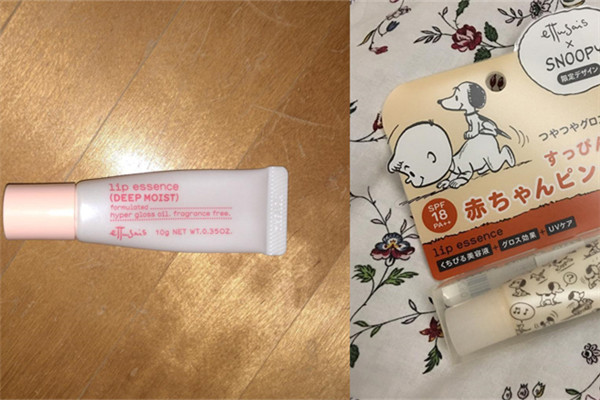 lip essence
(DEEP MOIST)
formulated
hyper gloss oil, fragrance free.
ettusais 10g NET WT.0.35OZ.
ettusais
×
SNOOPY
限定デザイン
つやつやグロス
すっぴん
赤ちゃんピン
SPF
18
PA++
lip essence
くちびる美容液 + グロス効果 + UVケア